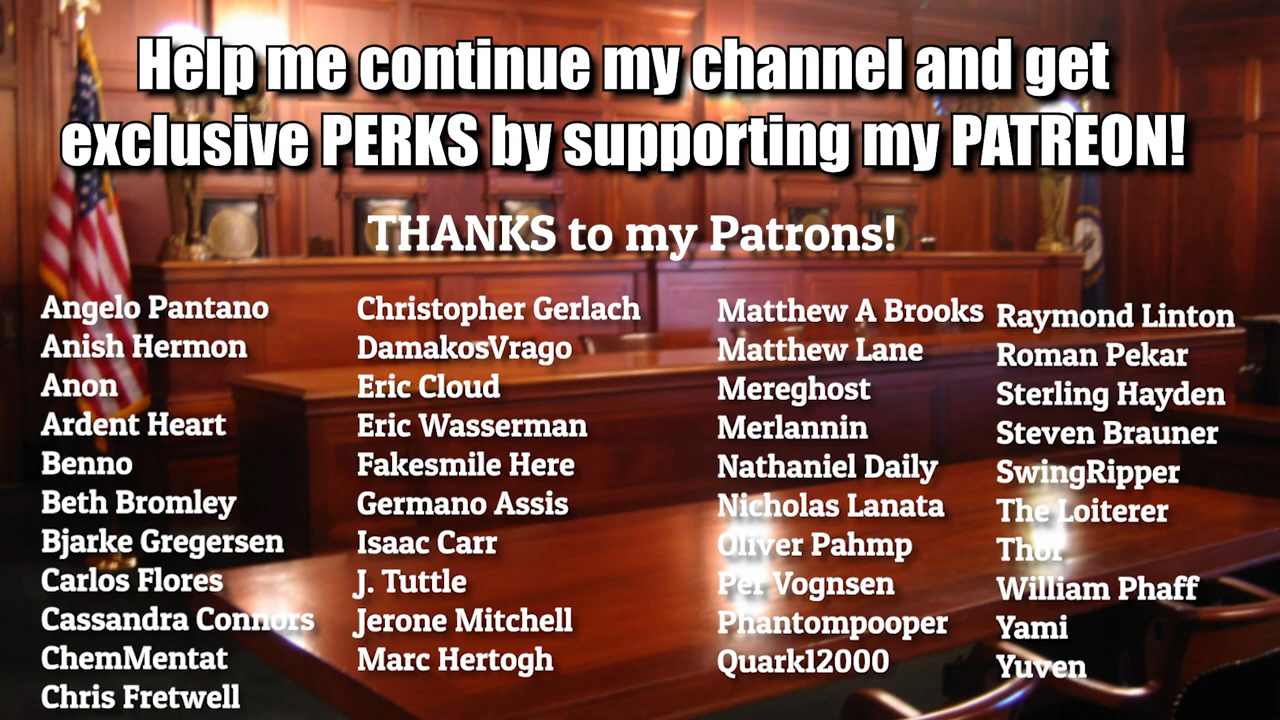 Help me continue my channel and get
exclusive PERKS by supporting my PATREON!
THANKS to my Patrons!
Angelo Pantano
Anish Hermon
Anon
Ardent Heart
Benno
Beth Bromley
Bjarke Gregersen
Carlos Flores
Cassandra Connors
ChemMentat
Chris Fretwell
Christopher Gerlach
DamakosVrago
Eric Cloud
Eric Wasserman
Fakesmile Here
Germano Assis
Isaac Carr
J. Tuttle
Jerone Mitchell
Marc Hertogh
Matthew A Brooks
Matthew Lane
Mereghost
Merlannin
Nathaniel Daily
Nicholas Lanata
Oliver Pahmp
Per Vognsen
Phantompooper
Quark12000
Raymond Linton
Roman Pekar
Sterling Hayden
Steven Brauner
SwingRipper
The Loiterer
Thor
William Phaff
Yami
Yuven